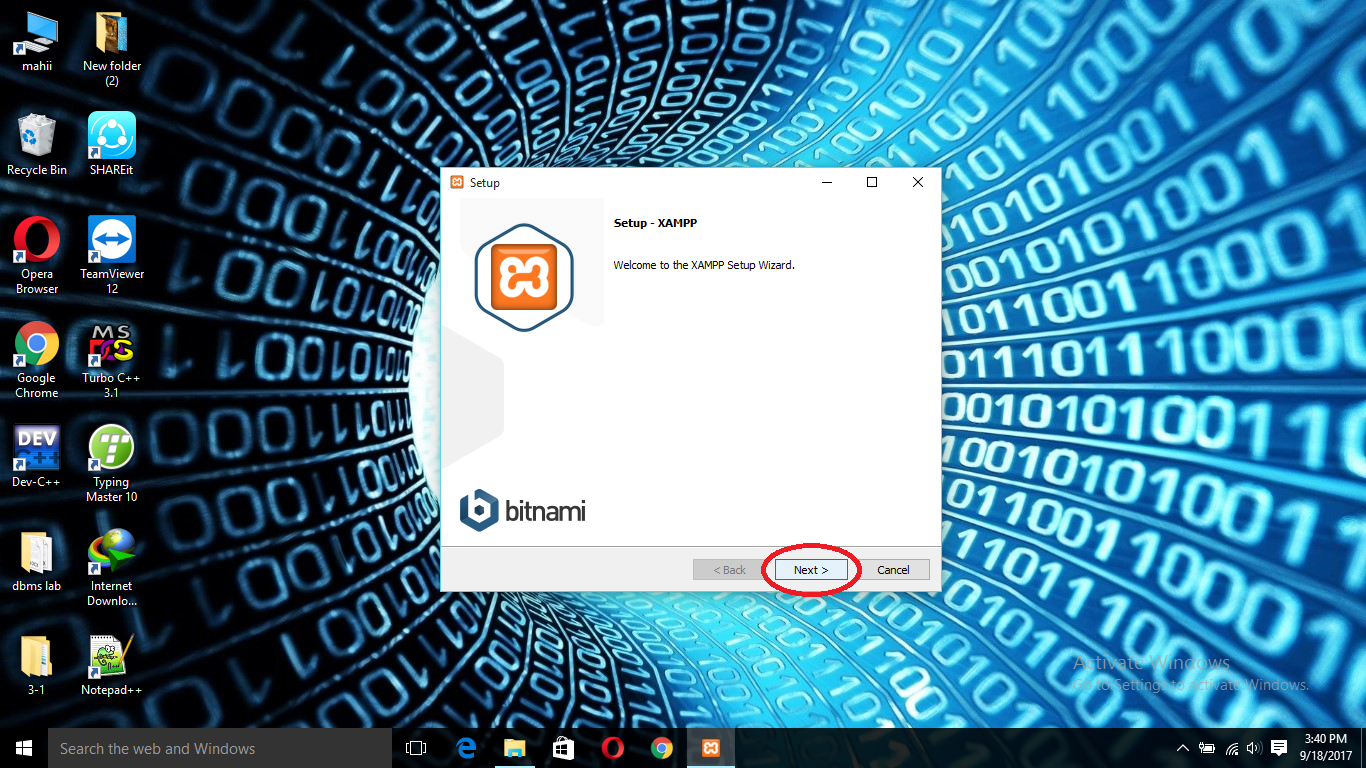 mahii
New folder
(2)
Recycle Bin
SHAREit
Opera
Browser
TeamViewer
12
Google
Chrome
MS
Turbo C++
3.1
DEV
C++
Dev-C++
Typing
Master 10
dbms lab
Internet
Downlo...
3-1
Notepad++
Setup
Setup - XAMPP
Welcome to the XAMPP Setup Wizard.
bitnami
< Back
Next >
Cancel
Activate Windows
Go to Settings to activate Windows.
Search the web and Windows
3:40 PM
9/18/2017